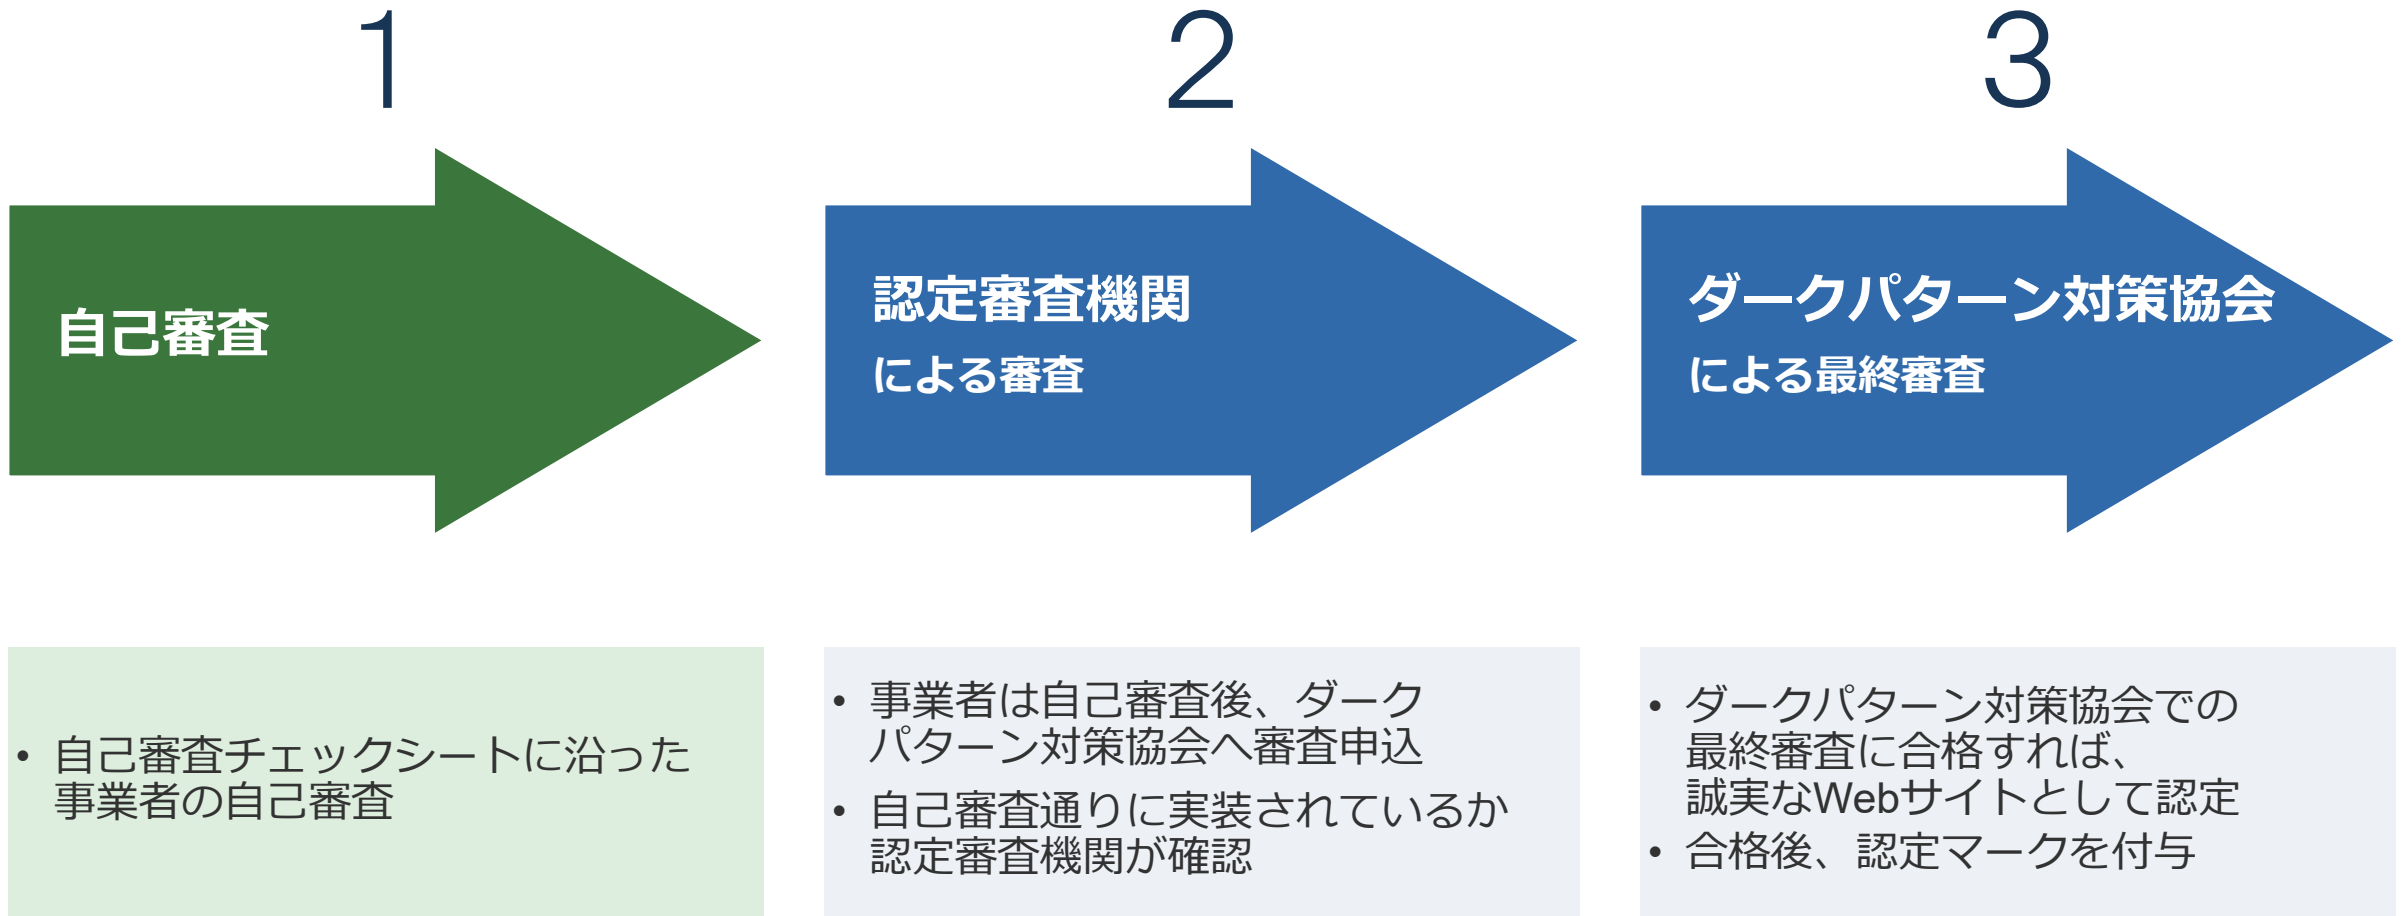 1
自己審査
• 自己審査チェックシートに沿った
事業者の自己審査
2
認定審査機関
による審査
• 事業者は自己審査後、ダーク
パターン対策協会へ審査申込
• 自己審査通りに実装されているか
認定審査機関が確認
3
ダークパターン対策協会
による最終審査
• ダークパターン対策協会での
最終審査に合格すれば、
誠実なWebサイトとして認定
• 合格後、認定マークを付与